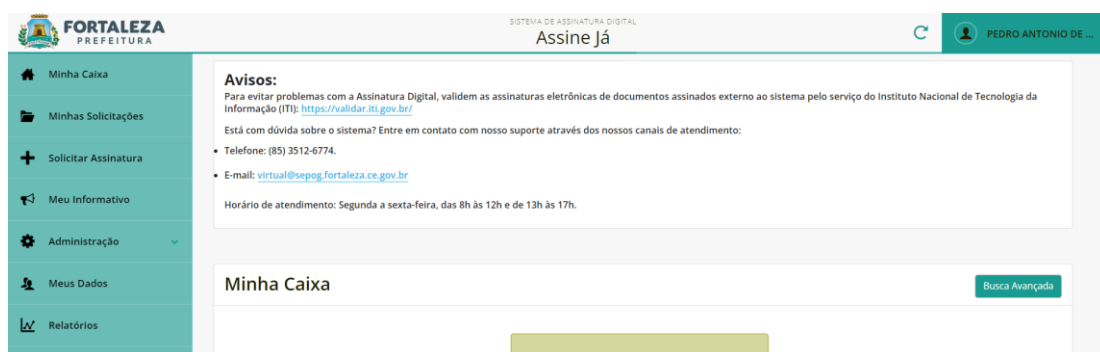 FORTALEZA
PREFEITURA
SISTEMA DE ASSINATURA DIGITAL
Assine Já
PEDRO ANTONIO DE ...
Minha Caixa
Minhas Solicitações
Solicitar Assinatura
Meu Informativo
Administração
Meus Dados
Relatórios
Avisos:
Para evitar problemas com a Assinatura Digital, validem as assinaturas eletrônicas de documentos assinados externo ao sistema pelo serviço do Instituto Nacional de Tecnologia da
Informação (ITI): https://validar.iti.gov.br/
Está com dúvida sobre o sistema? Entre em contato com nosso suporte através dos nossos canais de atendimento:
• Telefone: (85) 3512-6774.
• E-mail: virtual@sepog.fortaleza.ce.gov.br
Horário de atendimento: Segunda a sexta-feira, das 8h às 12h e de 13h às 17h.
Minha Caixa
Busca Avançada